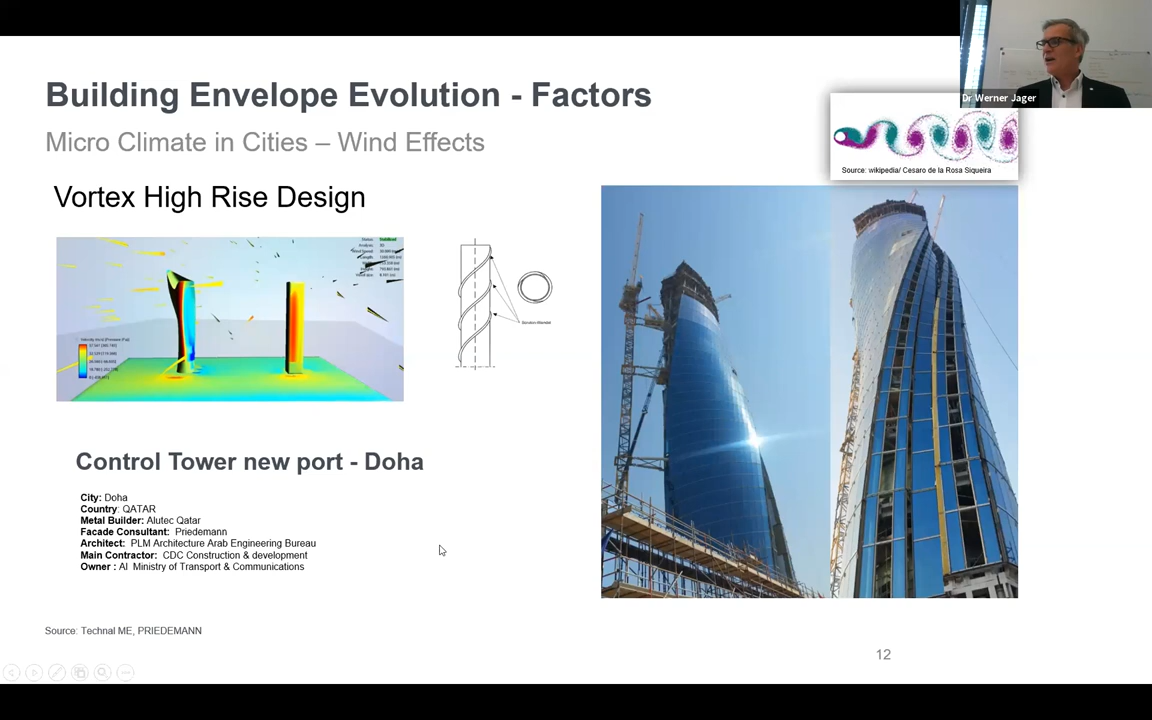 Building Envelope Evolution - Factors
Micro Climate in Cities – Wind Effects
Dr Werner Jager
Source: wikipedia/ Cesaro de la Rosa Siqueira
Vortex High Rise Design
Control Tower new port - Doha
City: Doha
Country: QATAR
Metal Builder: Alutec Qatar
Facade Consultant: Priedemann
Architect: PLM Architecture Arab Engineering Bureau
Main Contractor: CDC Construction & development
Owner : Al Ministry of Transport & Communications
Source: Technal ME, PRIEDEMANN
12